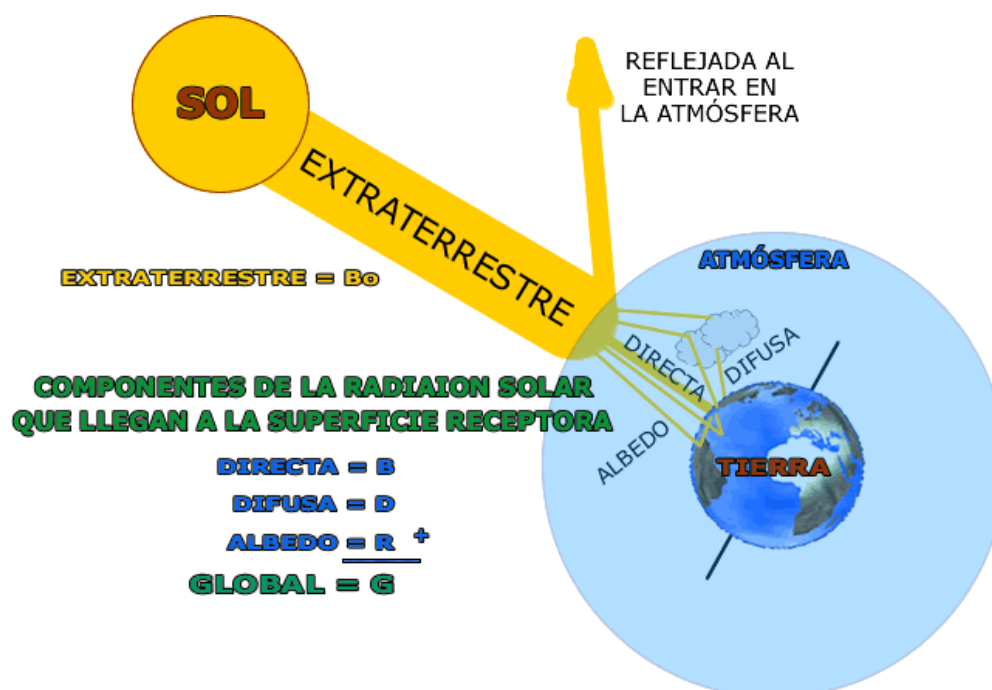 SOL
REFLEJADA AL
ENTRAR EN
LA ATMÓSFERA
EXTRATERRESTRE
ATMÓSFERA
EXTRATERRESTRE = Bo
DIRECTA
DIFUSA
ALBEDO
TIERRA
COMPONENTES DE LA RADIAION SOLAR
QUE LLEGAN A LA SUPERFICIE RECEPTORA
DIRECTA = B
DIFUSA = D
ALBEDO = R +
GLOBAL = G